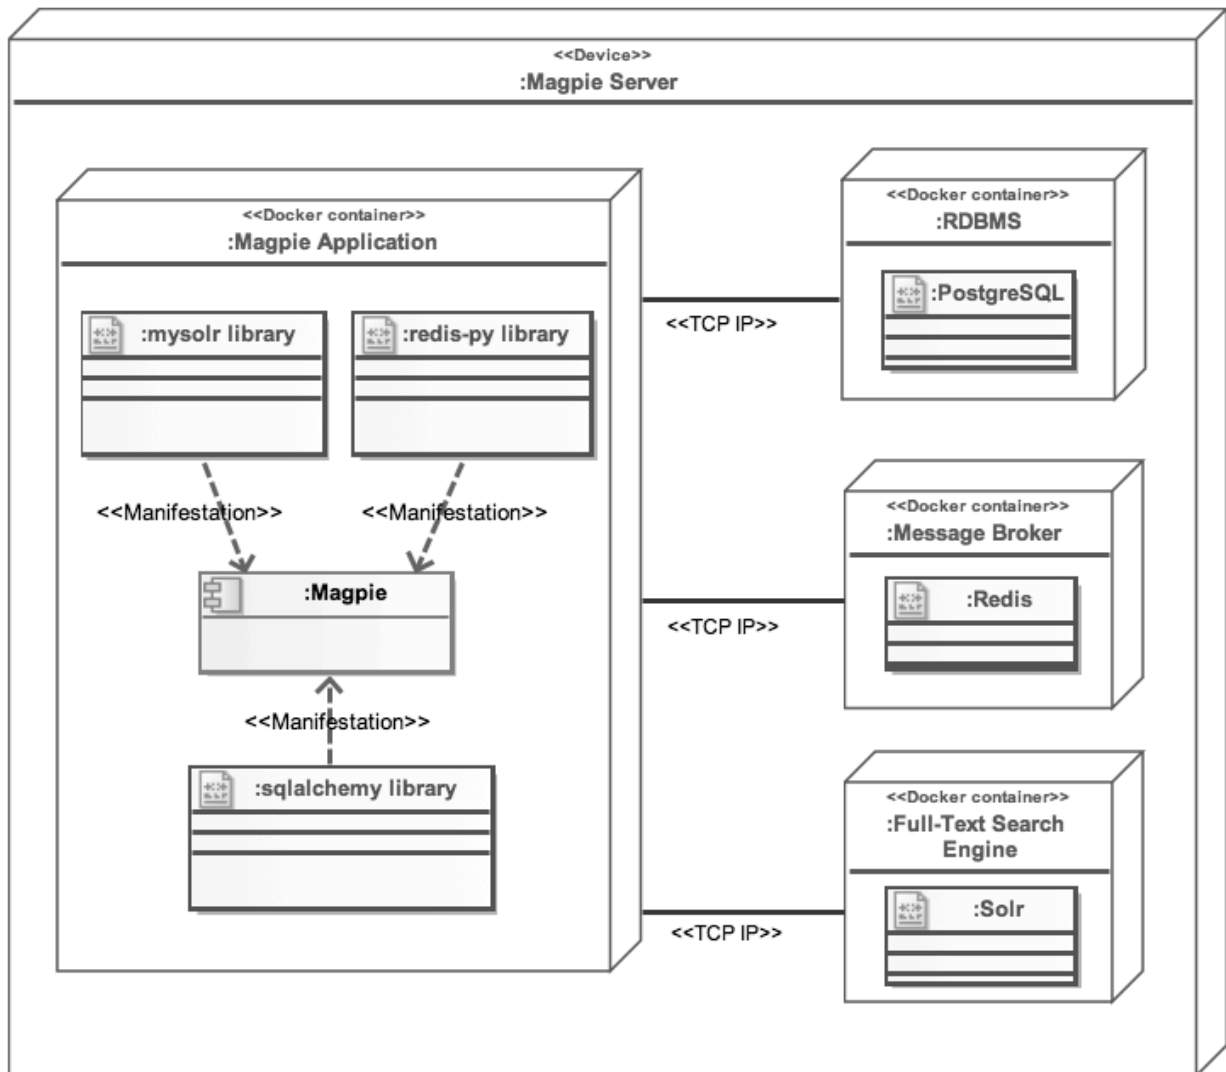 <<Device>>
:Magpie Server
<<Docker container>>
:Magpie Application
:mysolr library
:redis-py library
<<Manifestation>>
<<Manifestation>>
:Magpie
<<Manifestation>>
:sqlalchemy library
<<TCP IP>>
<<TCP IP>>
<<TCP IP>>
<<Docker container>>
:RDBMS
:PostgreSQL
<<Docker container>>
:Message Broker
:Redis
<<Docker container>>
:Full-Text Search
Engine
:Solr